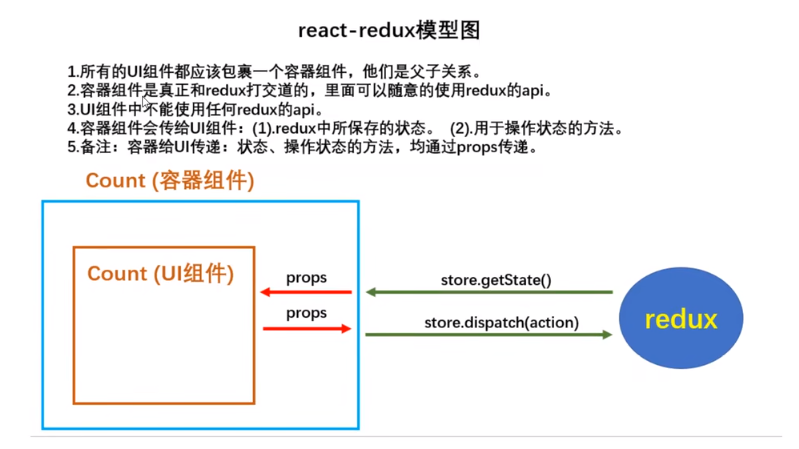 react-redux模型图
1.所有的UI组件都应该包裹一个容器组件，他们是父子关系。
2.容器组件是真正和redux打交道的，里面可以随意的使用redux的api。
3.UI组件中不能使用任何redux的api。
4.容器组件会传给UI组件：(1).redux中所保存的状态。 (2).用于操作状态的方法。
5.备注：容器给UI传递：状态、操作状态的方法，均通过props传递。
Count (容器组件)
Count (UI组件)
props
store.getState()
props
store.dispatch(action)
redux